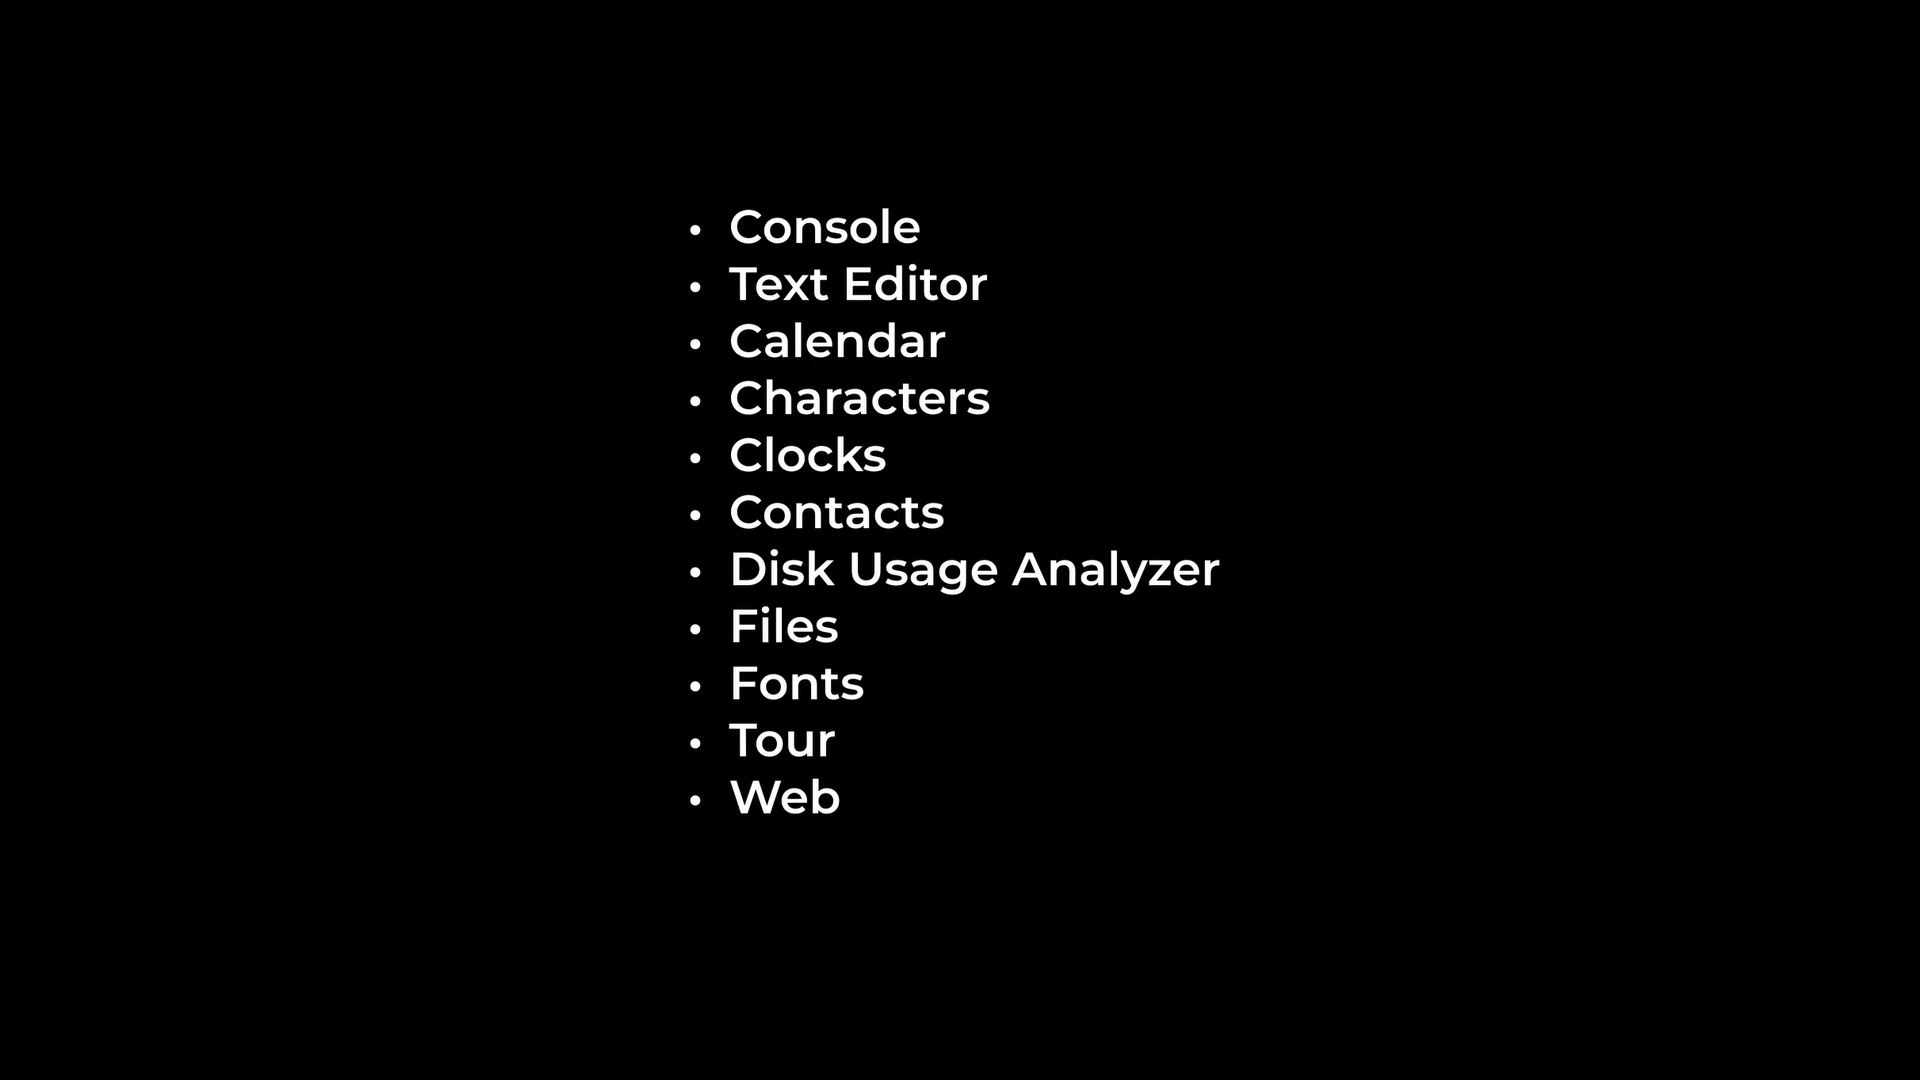 • Console
• Text Editor
• Calendar
• Characters
• Clocks
• Contacts
• Disk Usage Analyzer
• Files
• Fonts
• Tour
• Web